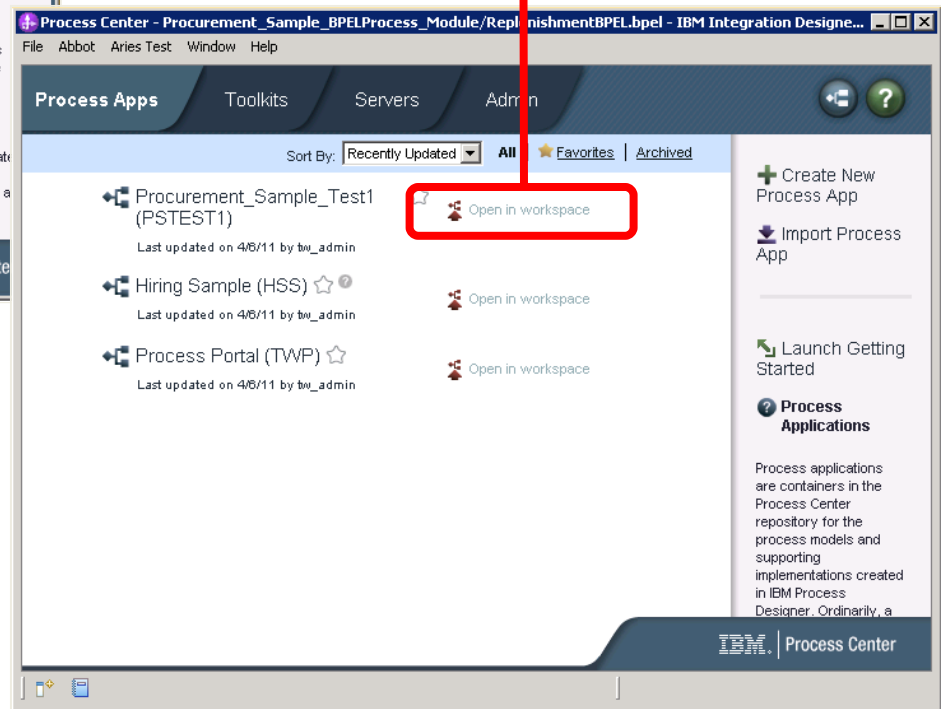 Process Center - Procurement_Sample_BPELProcess_Module/ReplenishmentBPEL.bpel - IBM Integration Designe...
File Abbot Aries Test Window Help
Process Apps Toolkits Servers Admin
Sort By: Recently Updated All Favorites | Archived
Procurement_Sample_Test1
(PSTEST1)
Open in workspace
Last updated on 4/6/11 by tw_admin
Hiring Sample (HSS)
Open in workspace
Last updated on 4/6/11 by tw_admin
Process Portal (TWP)
Open in workspace
Last updated on 4/6/11 by tw_admin
Create New
Process App
Import Process
App
Launch Getting
Started
Process
Applications
Process applications
are containers in the
Process Center
repository for the
process models and
supporting
implementations created
in IBM Process
Designer. Ordinarily, a
IBM. Process Center